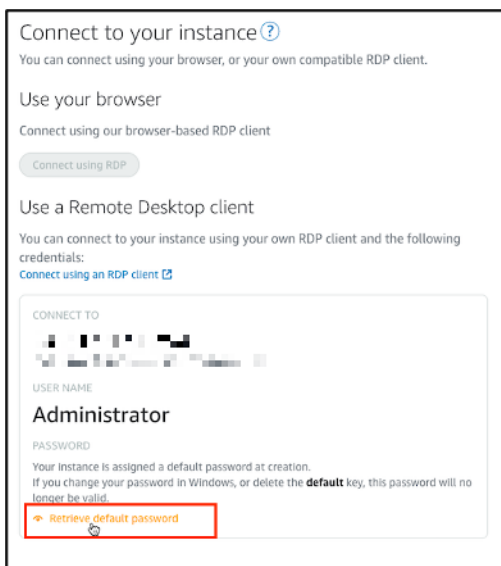 Connect to your instance ?
You can connect using your browser, or your own compatible RDP client.
Use your browser
Connect using our browser-based RDP client
Connect using RDP
Use a Remote Desktop client
You can connect to your instance using your own RDP client and the following
credentials:
Connect using an RDP client
CONNECT TO
USER NAME
Administrator
PASSWORD
Your instance is assigned a default password at creation.
If you change your password in Windows, or delete the default key, this password will no
longer be valid.
Retrieve default password